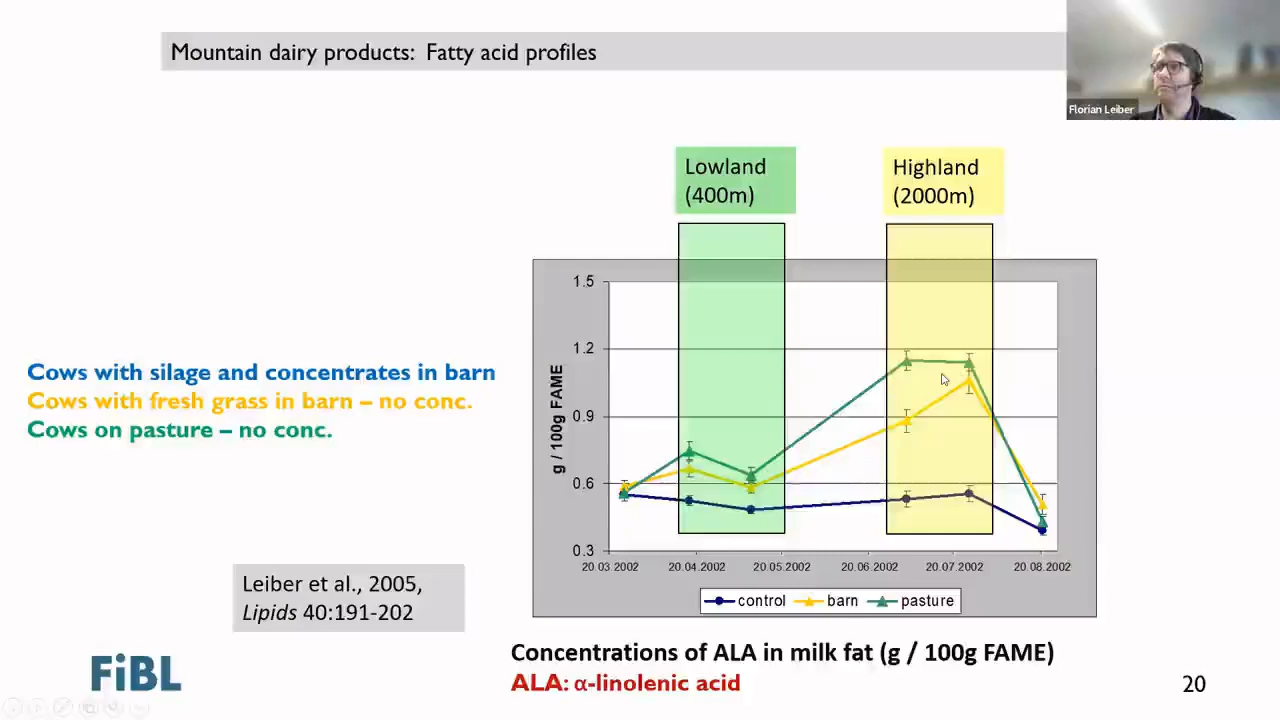 Mountain dairy products: Fatty acid profiles
Florian Leiber
Lowland
(400m)
Highland
(2000m)
Cows with silage and concentrates in barn
Cows with fresh grass in barn – no conc.
Cows on pasture – no conc.
g / 100g FAME
1.5
1.2
0.9
0.6
0.3
20.03.2002 20.04.2002 20.05.2002 20.06.2002 20.07.2002 20.08.2002
control barn pasture
Leiber et al., 2005,
Lipids 40:191-202
Concentrations of ALA in milk fat (g / 100g FAME)
ALA: α-linolenic acid
FiBL
20